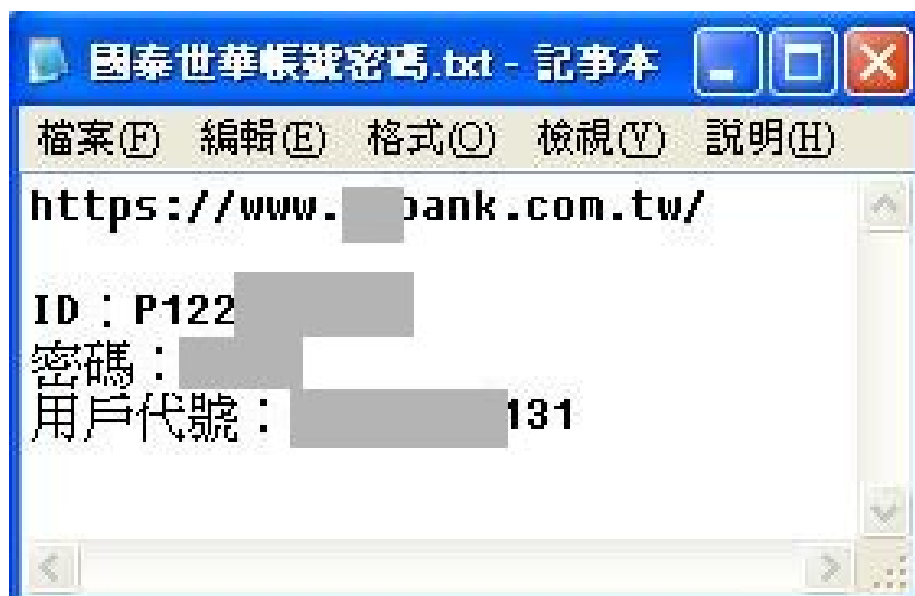 國泰世華帳號密碼.txt - 記事本
檔案(F) 編輯(E) 格式(O) 檢視(V) 說明(H)
https://www. bank.com.tw/
ID：P122
密碼：
用戶代號： 131